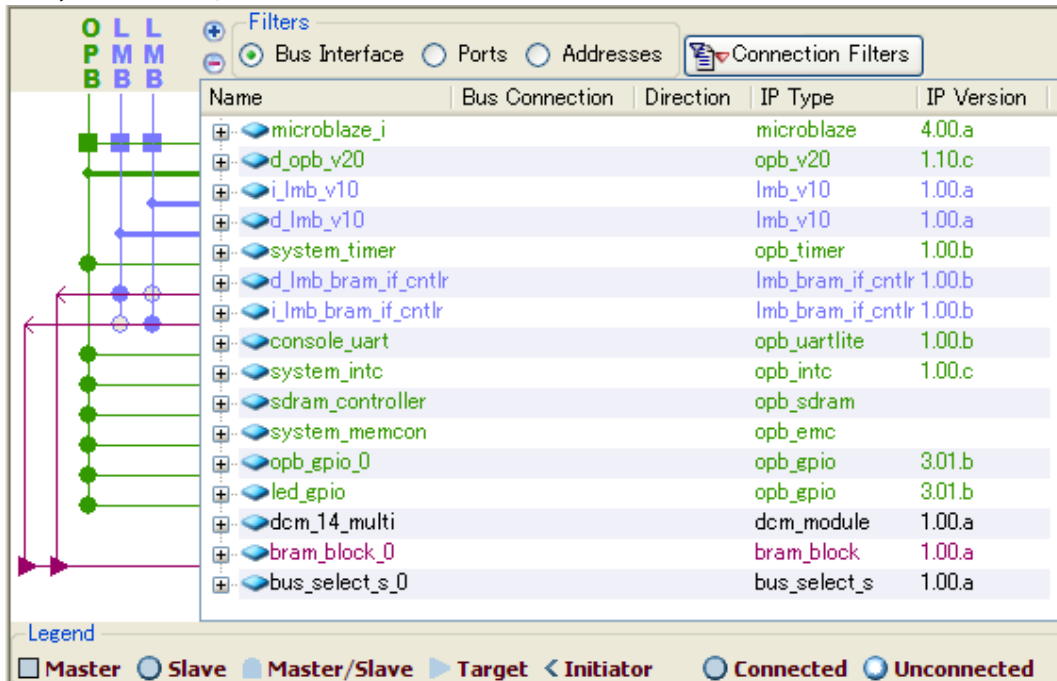 O L L
P M M
B B B
Filters
Bus Interface Ports Addresses Connection Filters
Name Bus Connection Direction IP Type IP Version
microblaze_i microblaze 4.00.a
d_opb_v20 opb_v20 1.10.c
i_lmb_v10 lmb_v10 1.00.a
d_lmb_v10 lmb_v10 1.00.a
system_timer opb_timer 1.00.b
d_lmb_bram_if_cntlr lmb_bram_if_cntlr 1.00.b
i_lmb_bram_if_cntlr lmb_bram_if_cntlr 1.00.b
console_uart opb_uartlite 1.00.b
system_intc opb_intc 1.00.c
sdram_controller opb_sdram
system_memcon opb_emc
opb_gpio_0 opb_gpio 3.01.b
led_gpio opb_gpio 3.01.b
dcm_14_multi dcm_module 1.00.a
bram_block_0 bram_block 1.00.a
bus_select_s_0 bus_select_s 1.00.a
Legend
Master Slave Master/Slave Target Initiator Connected Unconnected